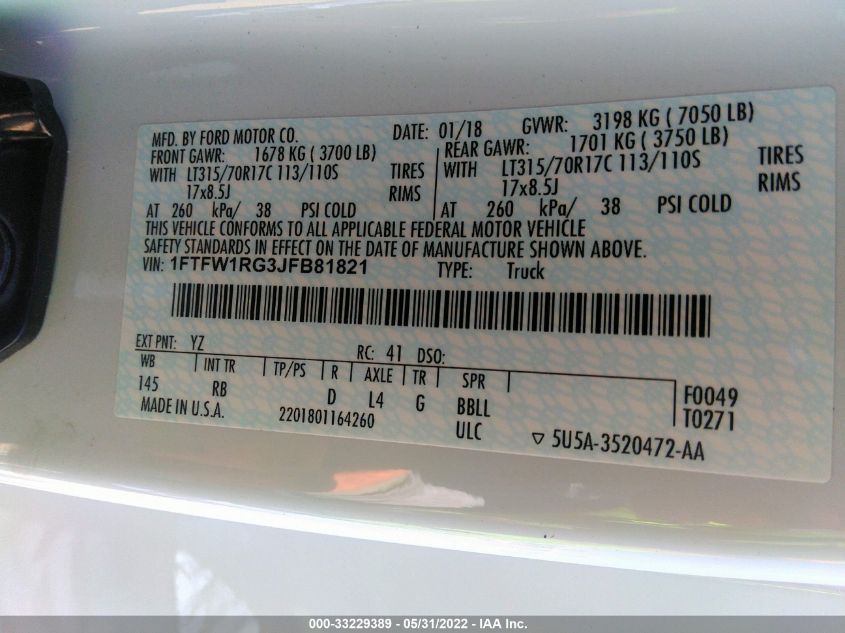 MFD. BY FORD MOTOR CO. DATE: 01/18 GVWR: 3198 KG ( 7050 LB)
FRONT GAWR: 1678 KG ( 3700 LB) REAR GAWR: 1701 KG ( 3750 LB)
WITH LT315/70R17C 113/110S TIRES WITH LT315/70R17C 113/110S TIRES
17x8.5J RIMS 17x8.5J RIMS
AT 260 kPa/ 38 PSI COLD AT 260 kPa/ 38 PSI COLD
THIS VEHICLE CONFORMS TO ALL APPLICABLE FEDERAL MOTOR VEHICLE
SAFETY STANDARDS IN EFFECT ON THE DATE OF MANUFACTURE SHOWN ABOVE.
VIN: 1FTFW1RG3JFB81821 TYPE: Truck
EXT PNT: YZ RC: 41 DSO:
WB INT TR TP/PS R AXLE TR SPR
145 RB D L4 G BBLL F0049
MADE IN U.S.A. 2201801164260 ULC T0271
▽ 5U5A-3520472-AA
000-33229389 - 05/31/2022 - IAA Inc.